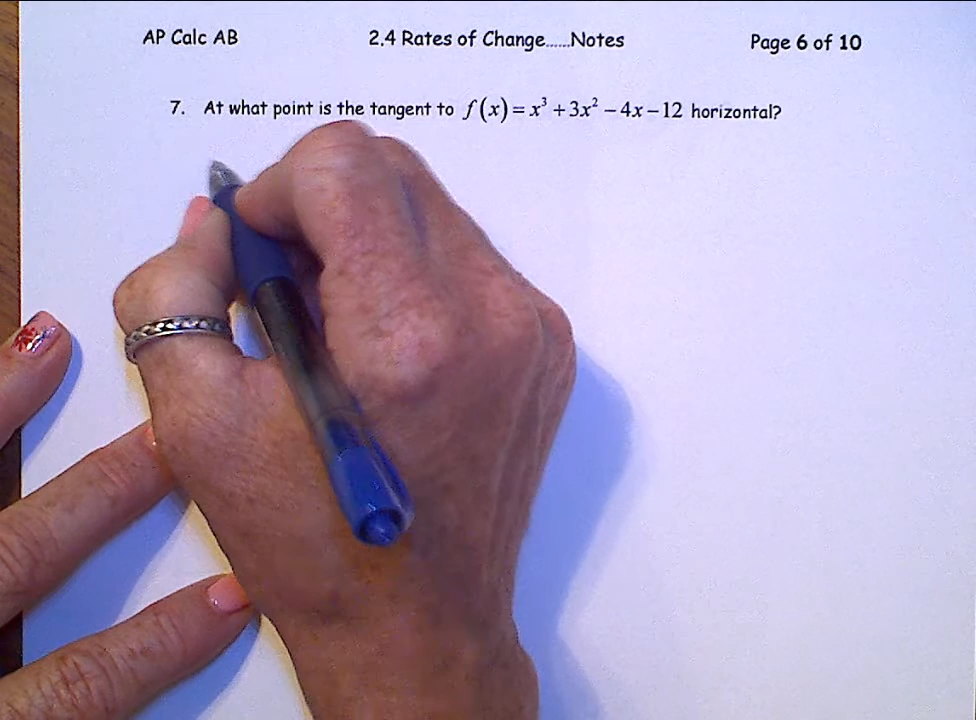 AP Calc AB 2.4 Rates of Change......Notes Page 6 of 10
7. At what point is the tangent to f(x)=x³+3x²−4x−12 horizontal?